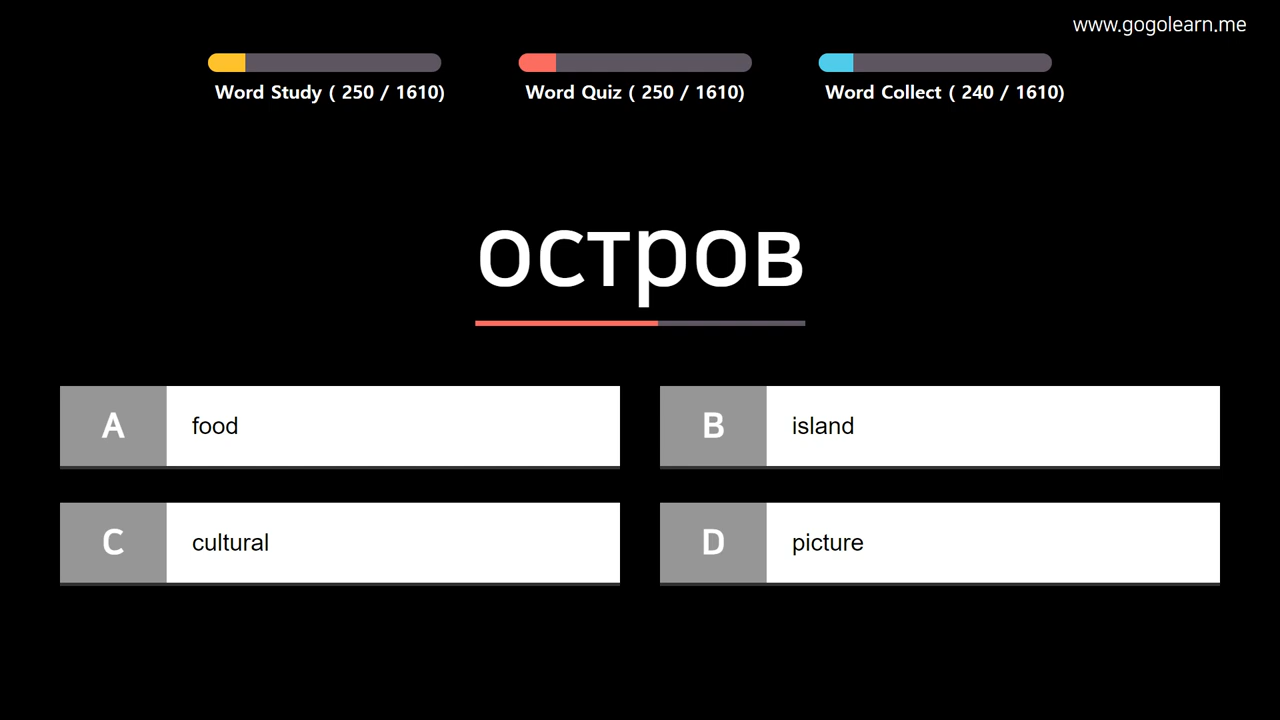 www.gogolearn.me
Word Study ( 250 / 1610)
Word Quiz ( 250 / 1610)
Word Collect ( 240 / 1610)
остров
A food
B island
C cultural
D picture